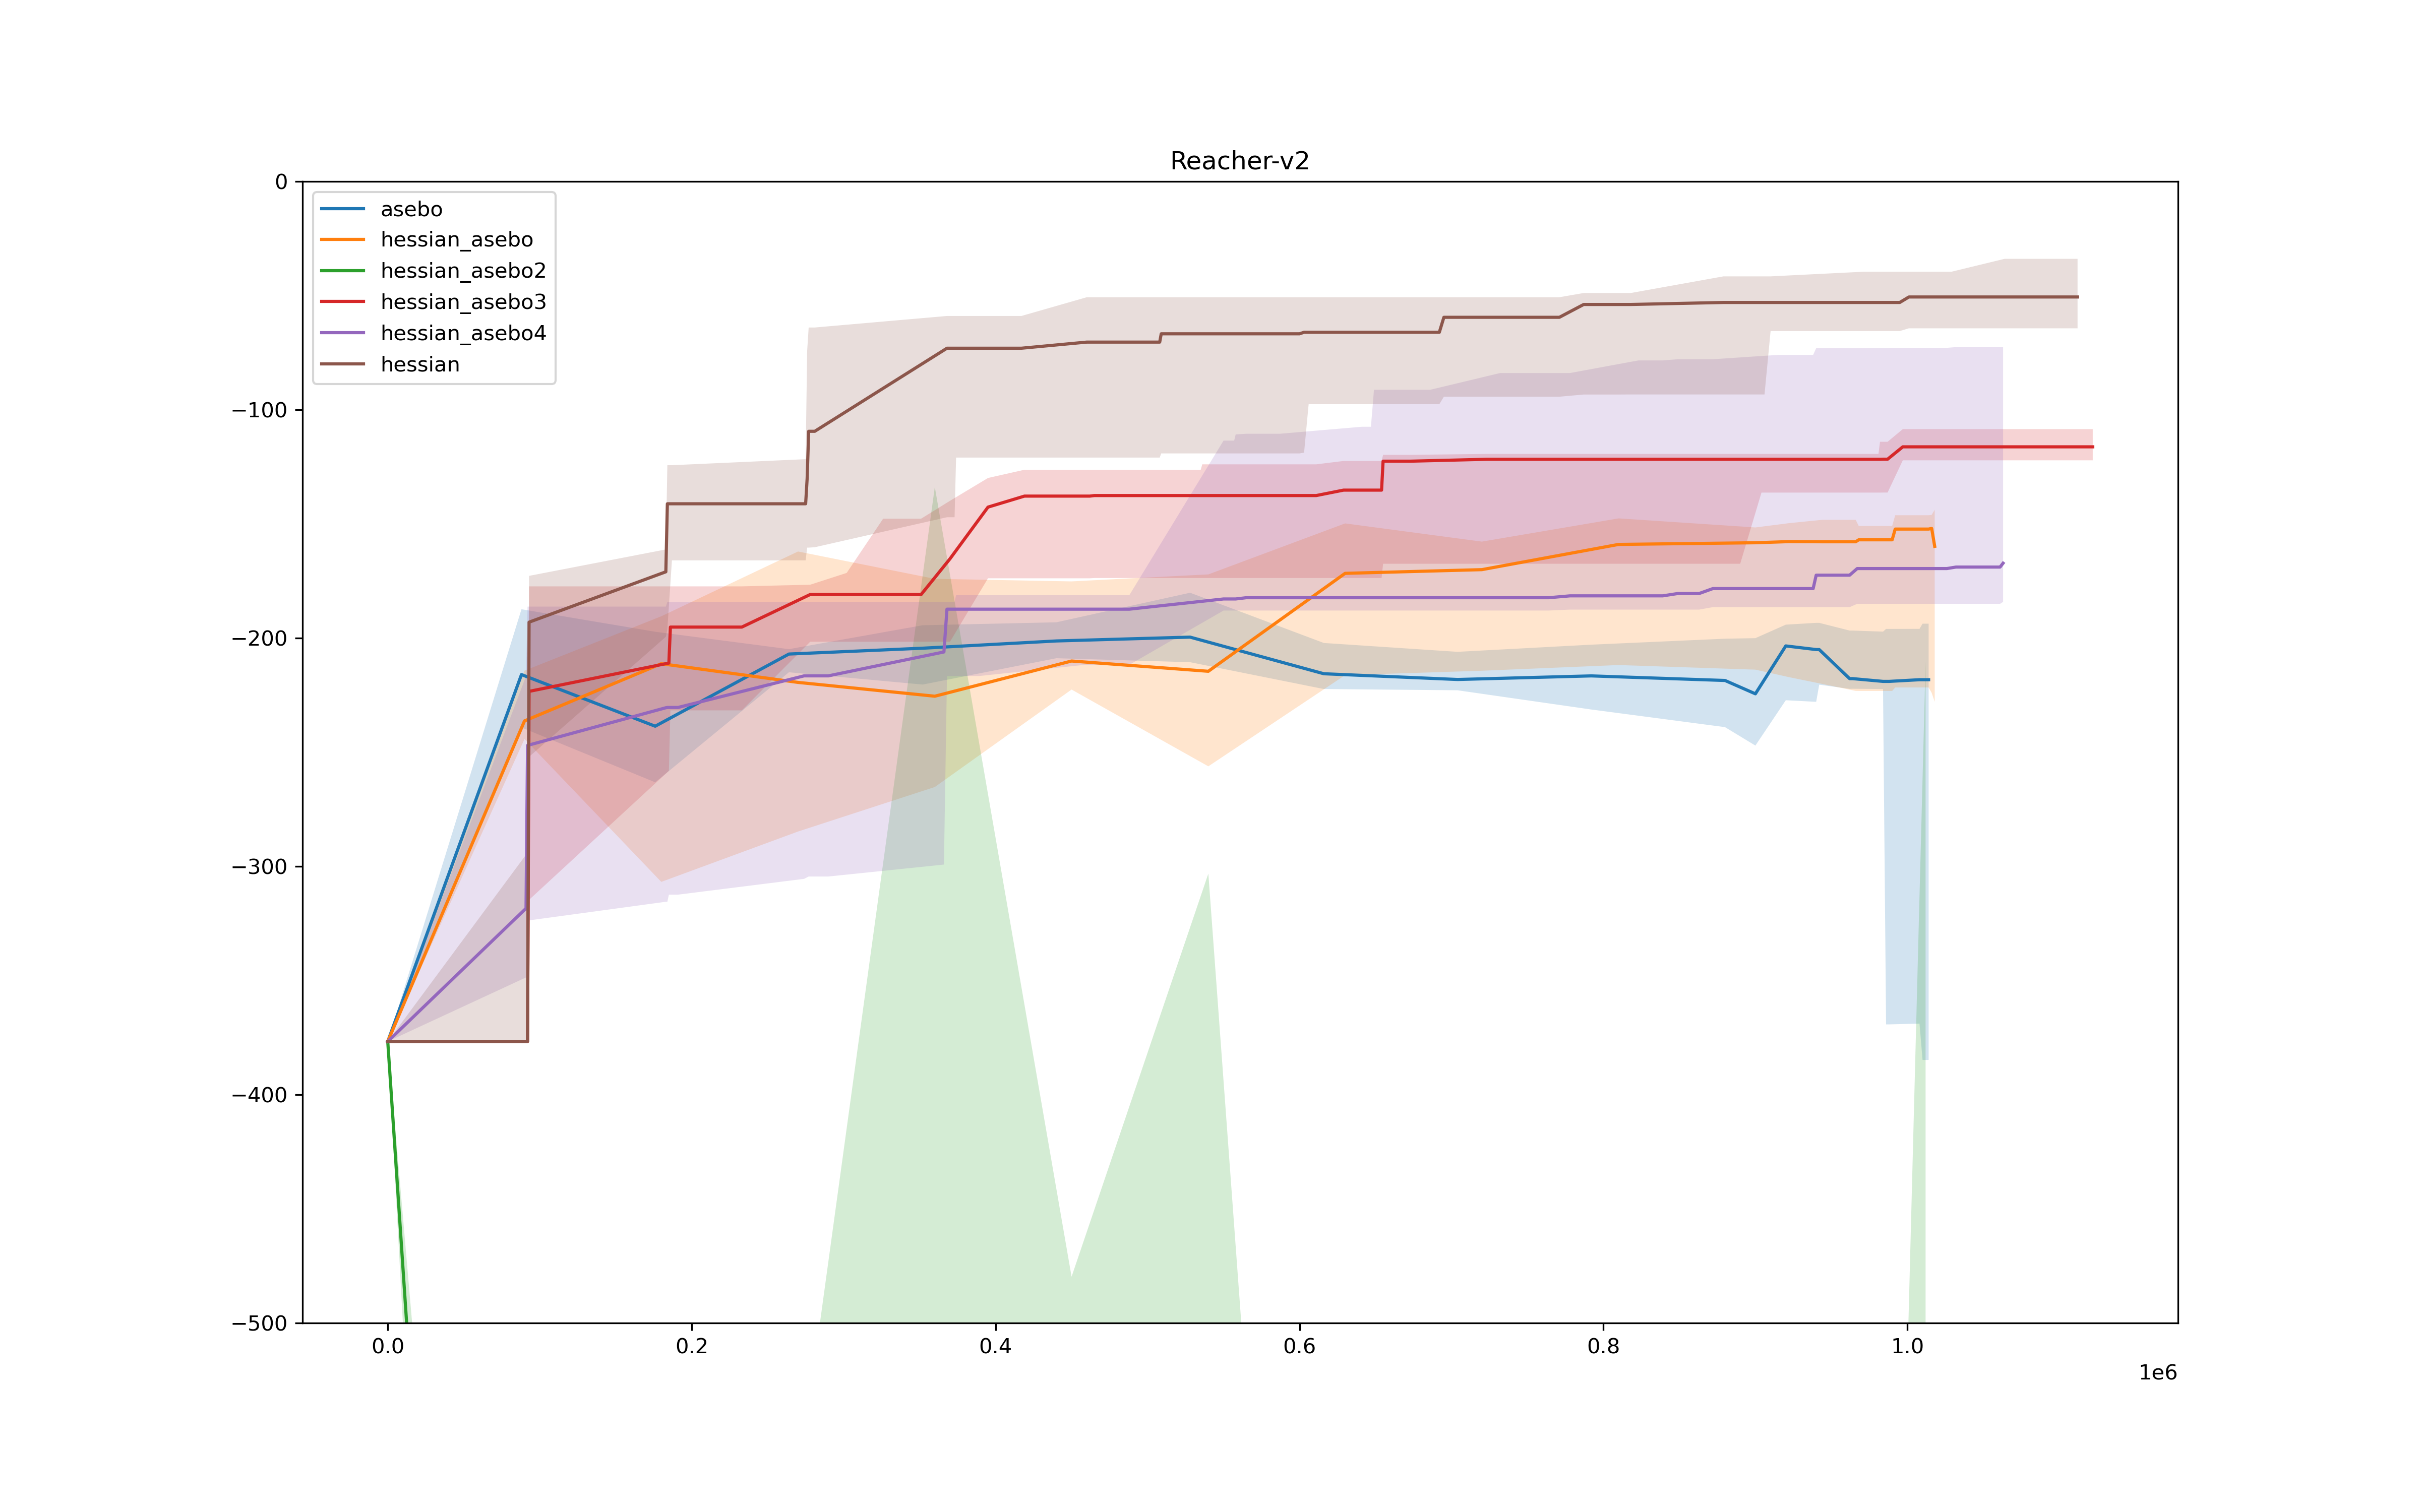 Reacher-v2
0
−100
−200
−300
−400
−500
asebo
hessian_asebo
hessian_asebo2
hessian_asebo3
hessian_asebo4
hessian
0.0 0.2 0.4 0.6 0.8 1.0
1e6